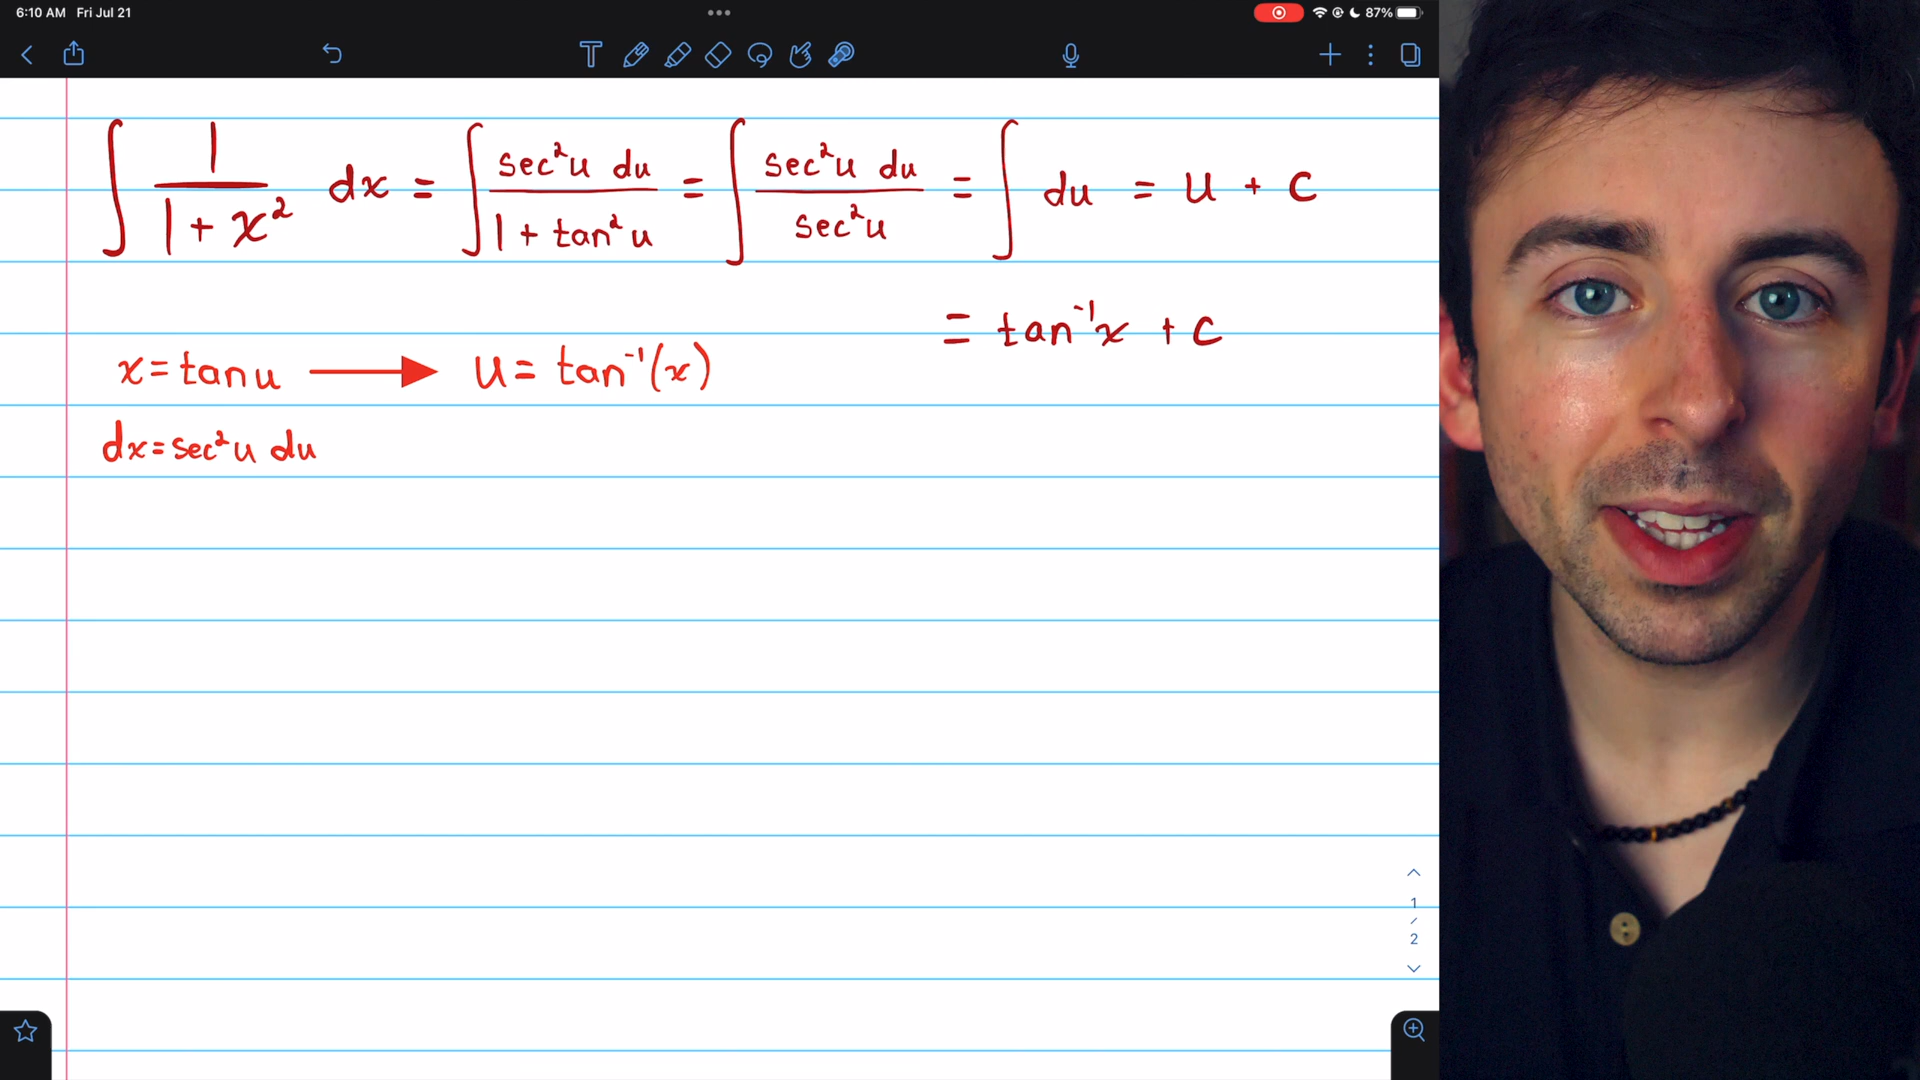 6:10 AM Fri Jul 21
87%
∫ 1/(1 + x²) dx = ∫ sec²u du/(1 + tan²u) = ∫ sec²u du/sec²u = ∫ du = u + c
= tan⁻¹x + c
x = tan u → u = tan⁻¹(x)
dx = sec²u du
1
/
2